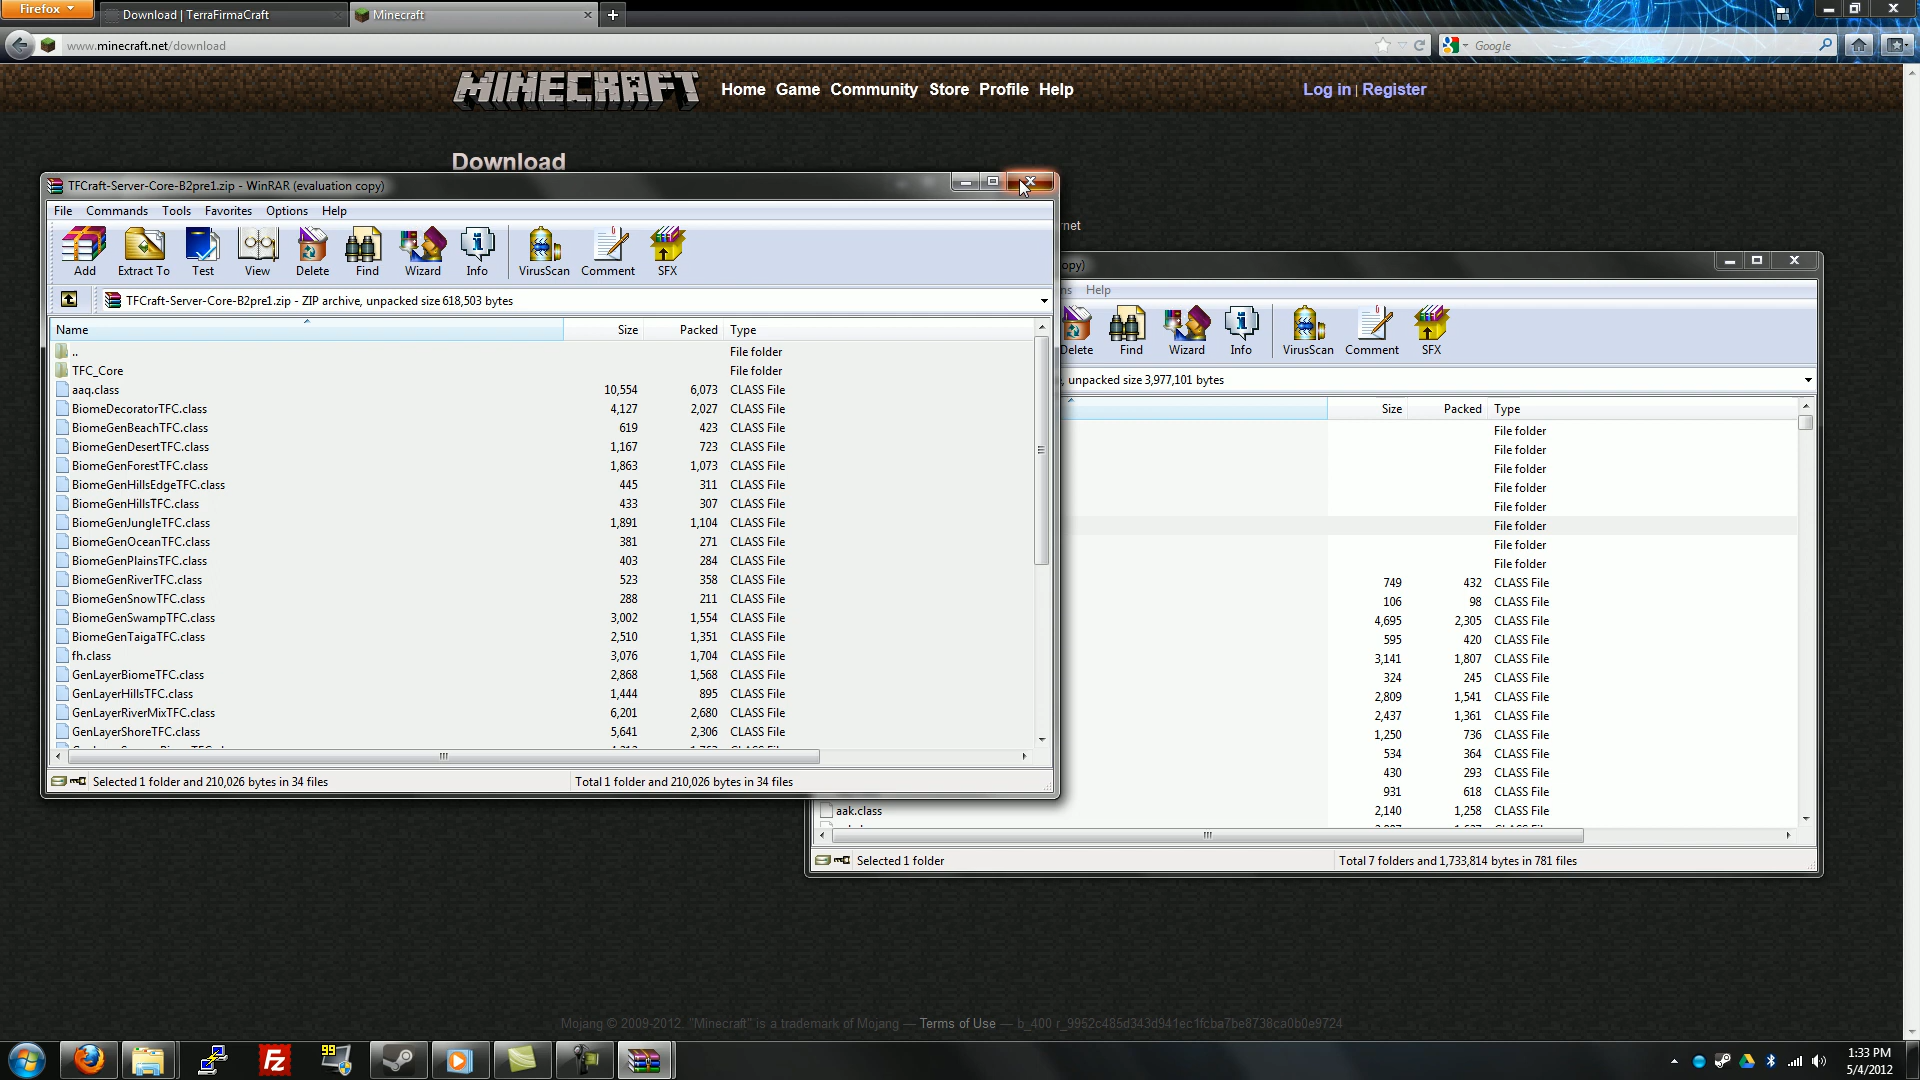 Firefox
Download | TerraFirmaCraft
Minecraft
www.minecraft.net/download
Google
MINECRAFT
Home Game Community Store Profile Help
Log in | Register
Download
TFCraft-Server-Core-B2pre1.zip - WinRAR (evaluation copy)
File Commands Tools Favorites Options Help
Add Extract To Test View Delete Find Wizard Info VirusScan Comment SFX
TFCraft-Server-Core-B2pre1.zip - ZIP archive, unpacked size 618,503 bytes
Name Size Packed Type
.. File folder
TFC_Core File folder
aaq.class 10,554 6,073 CLASS File
BiomeDecoratorTFC.class 4,127 2,027 CLASS File
BiomeGenBeachTFC.class 619 423 CLASS File
BiomeGenDesertTFC.class 1,167 723 CLASS File
BiomeGenForestTFC.class 1,863 1,073 CLASS File
BiomeGenHillsEdgeTFC.class 445 311 CLASS File
BiomeGenHillsTFC.class 433 307 CLASS File
BiomeGenJungleTFC.class 1,891 1,104 CLASS File
BiomeGenOceanTFC.class 381 271 CLASS File
BiomeGenPlainsTFC.class 403 284 CLASS File
BiomeGenRiverTFC.class 523 358 CLASS File
BiomeGenSnowTFC.class 288 211 CLASS File
BiomeGenSwampTFC.class 3,002 1,554 CLASS File
BiomeGenTaigaTFC.class 2,510 1,351 CLASS File
fh.class 3,076 1,704 CLASS File
GenLayerBiomeTFC.class 2,868 1,568 CLASS File
GenLayerHillsTFC.class 1,444 895 CLASS File
GenLayerRiverMixTFC.class 6,201 2,680 CLASS File
GenLayerShoreTFC.class 5,641 2,306 CLASS File
Selected 1 folder and 210,026 bytes in 34 files
Total 1 folder and 210,026 bytes in 34 files
rnet
opy)
ns Help
Delete Find Wizard Info VirusScan Comment SFX
, unpacked size 3,977,101 bytes
Size Packed Type
File folder
File folder
File folder
File folder
File folder
File folder
File folder
File folder
749 432 CLASS File
106 98 CLASS File
4,695 2,305 CLASS File
595 420 CLASS File
3,141 1,807 CLASS File
324 245 CLASS File
2,809 1,541 CLASS File
2,437 1,361 CLASS File
1,250 736 CLASS File
534 364 CLASS File
430 293 CLASS File
931 618 CLASS File
aak.class 2,140 1,258 CLASS File
Selected 1 folder
Total 7 folders and 1,733,814 bytes in 781 files
Mojang © 2009-2012. "Minecraft" is a trademark of Mojang — Terms of Use — b_400 r_9952c485d343d941ec1fcba7be8738ca0b0e9724
Fz
99
1:33 PM
5/4/2012